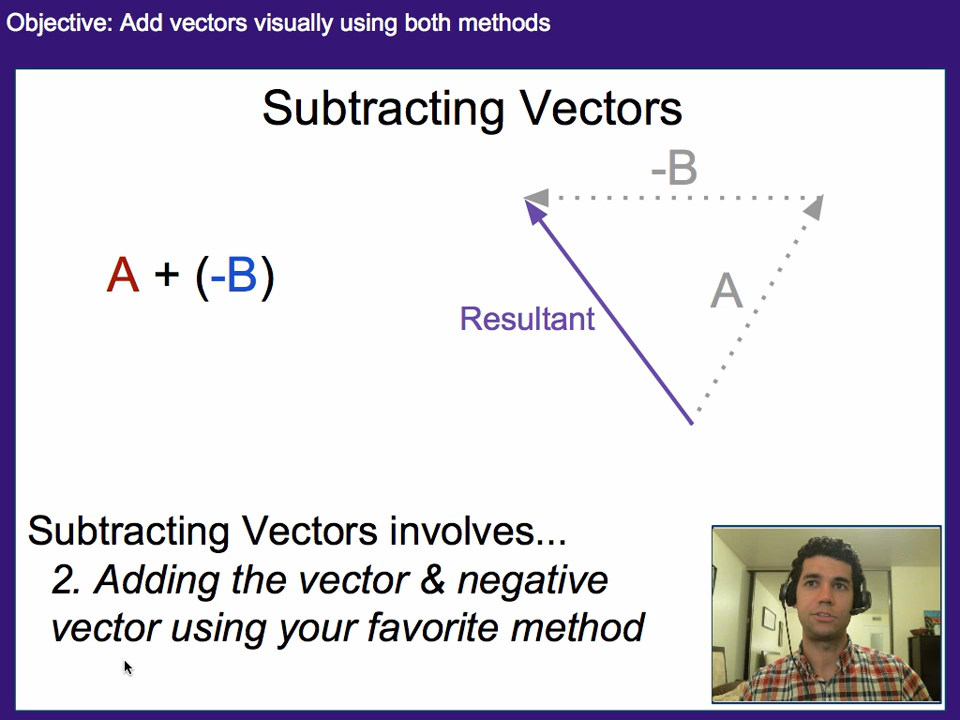 Objective: Add vectors visually using both methods
Subtracting Vectors
-B
A + (-B)
A
Resultant
Subtracting Vectors involves...
2. Adding the vector & negative
vector using your favorite method